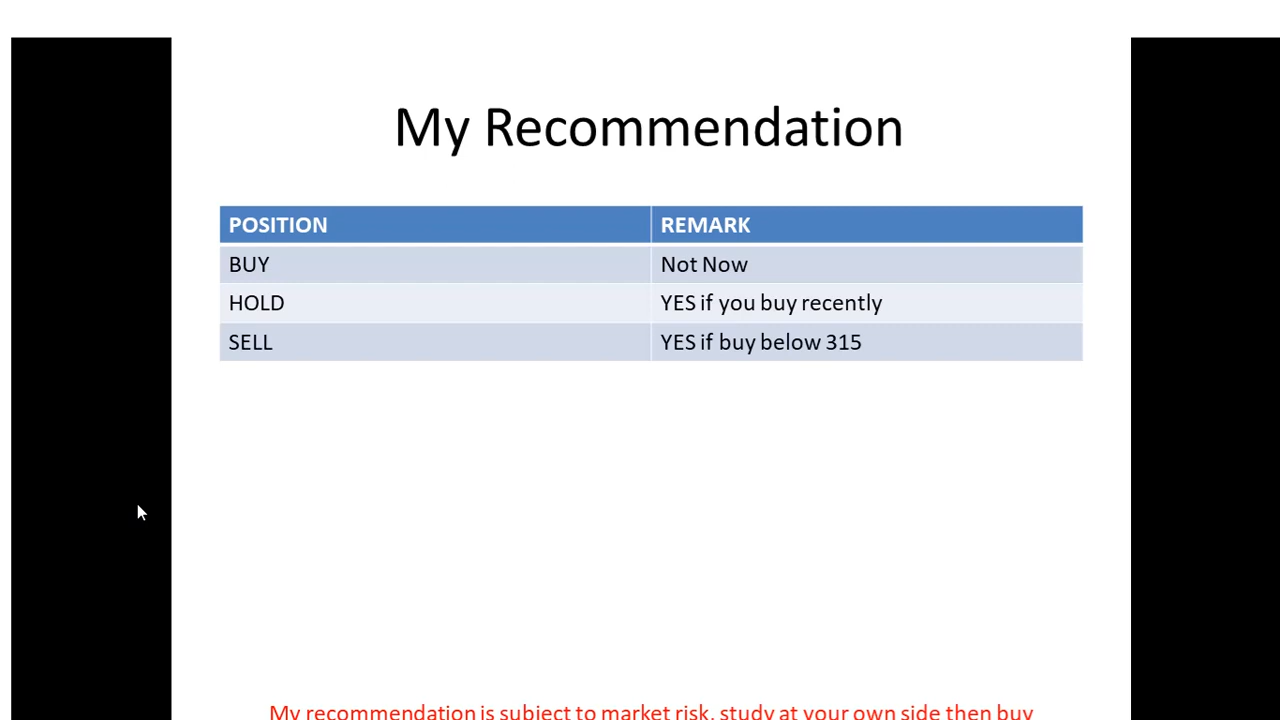 My Recommendation
POSITION REMARK
BUY Not Now
HOLD YES if you buy recently
SELL YES if buy below 315
My recommendation is subject to market risk, study at your own side then buy